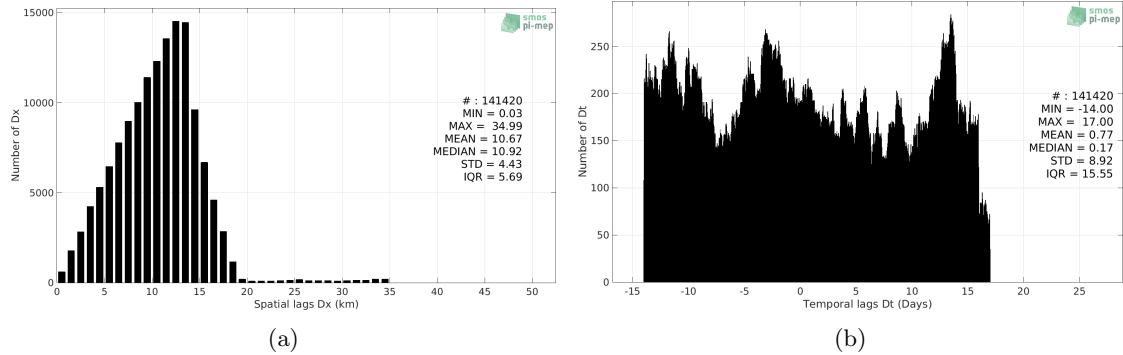 15000
10000
5000
0
Number of Dx
smos
pi-mep
# : 141420
MIN = 0.03
MAX = 34.99
MEAN = 10.67
MEDIAN = 10.92
STD = 4.43
IQR = 5.69
0 5 10 15 20 25 30 35 40 45 50
Spatial lags Dx (km)
(a)
250
200
150
100
50
0
Number of Dt
smos
pi-mep
# : 141420
MIN = -14.00
MAX = 17.00
MEAN = 0.77
MEDIAN = 0.17
STD = 8.92
IQR = 15.55
-15 -10 -5 0 5 10 15 20 25
Temporal lags Dt (Days)
(b)